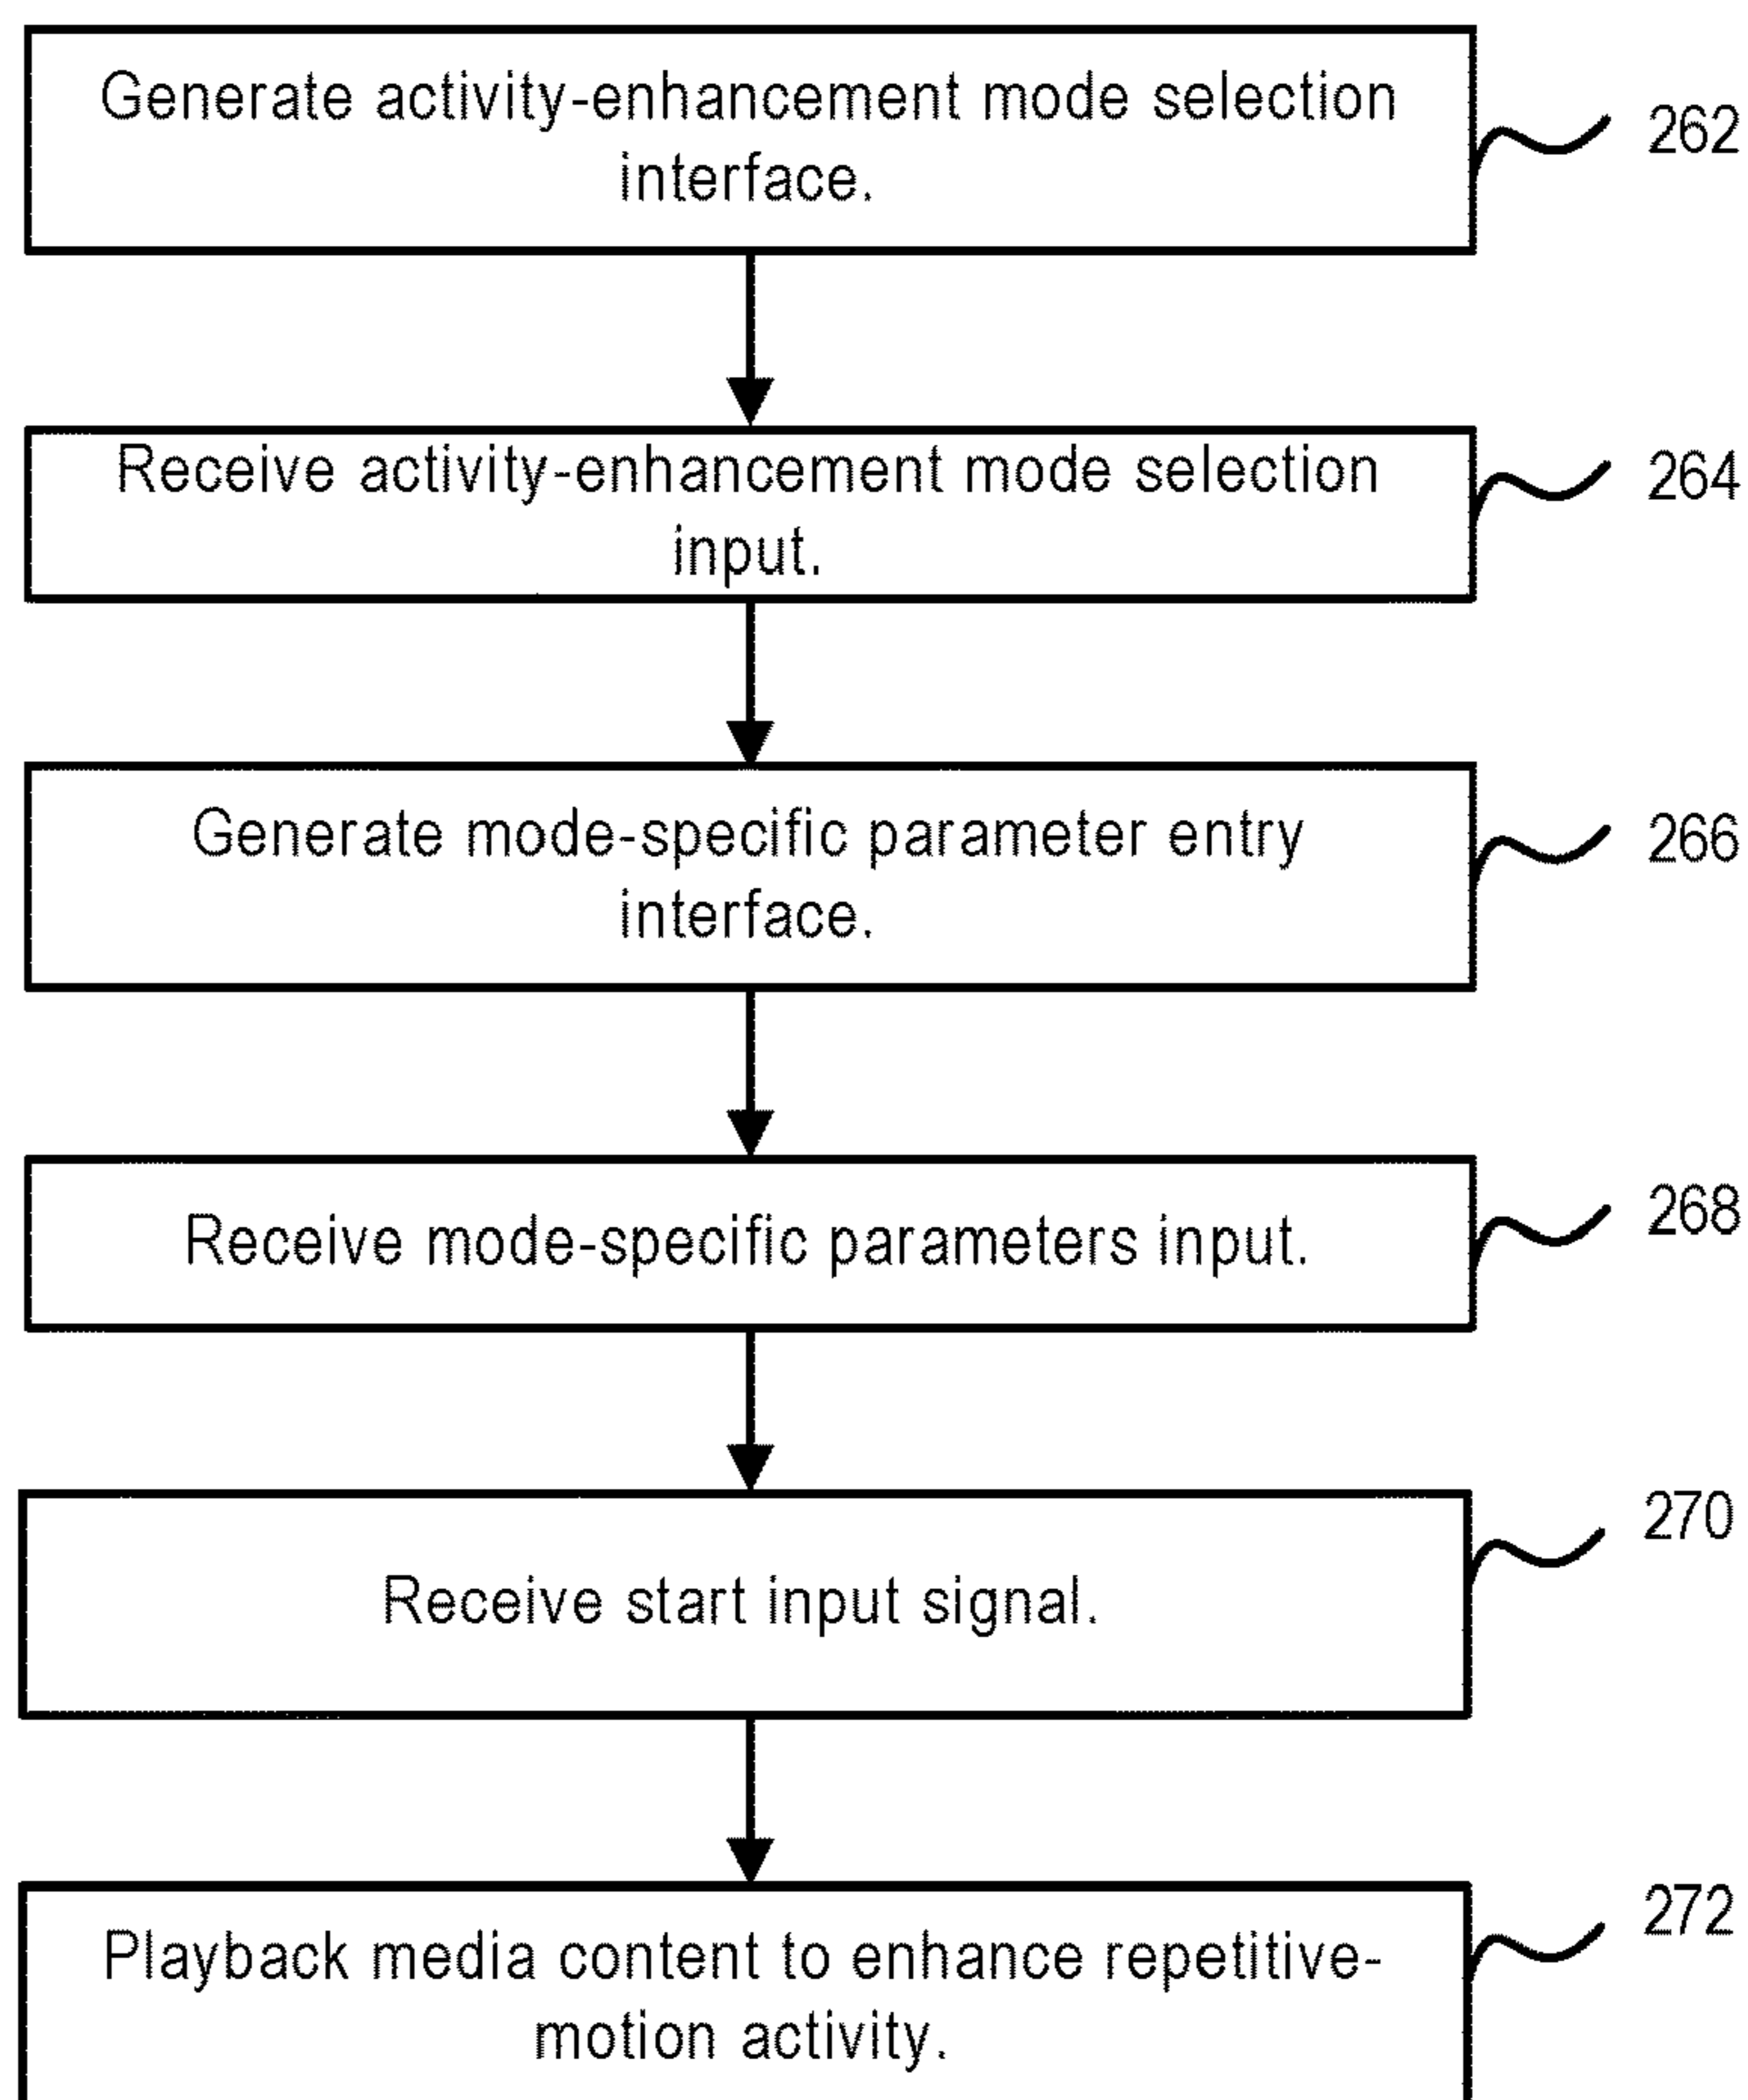 Generate activity-enhancement mode selection
interface.
262
Receive activity-enhancement mode selection
input.
264
Generate mode-specific parameter entry
interface.
266
Receive mode-specific parameters input.
268
Receive start input signal.
270
Playback media content to enhance repetitive-
motion activity.
272